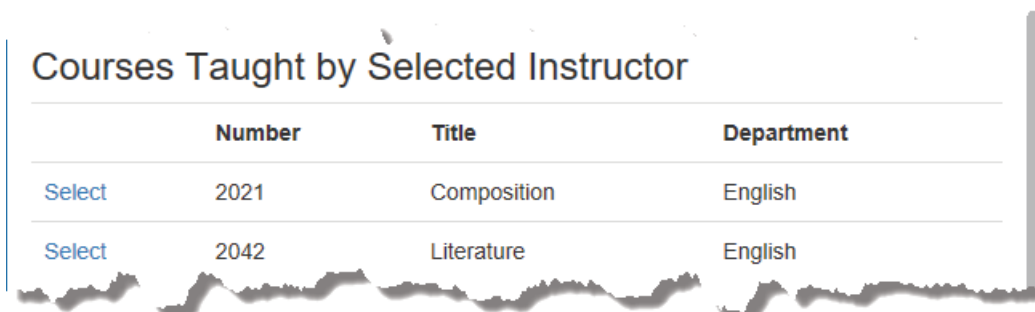 Courses Taught by Selected Instructor
Number Title Department
Select 2021 Composition English
Select 2042 Literature English